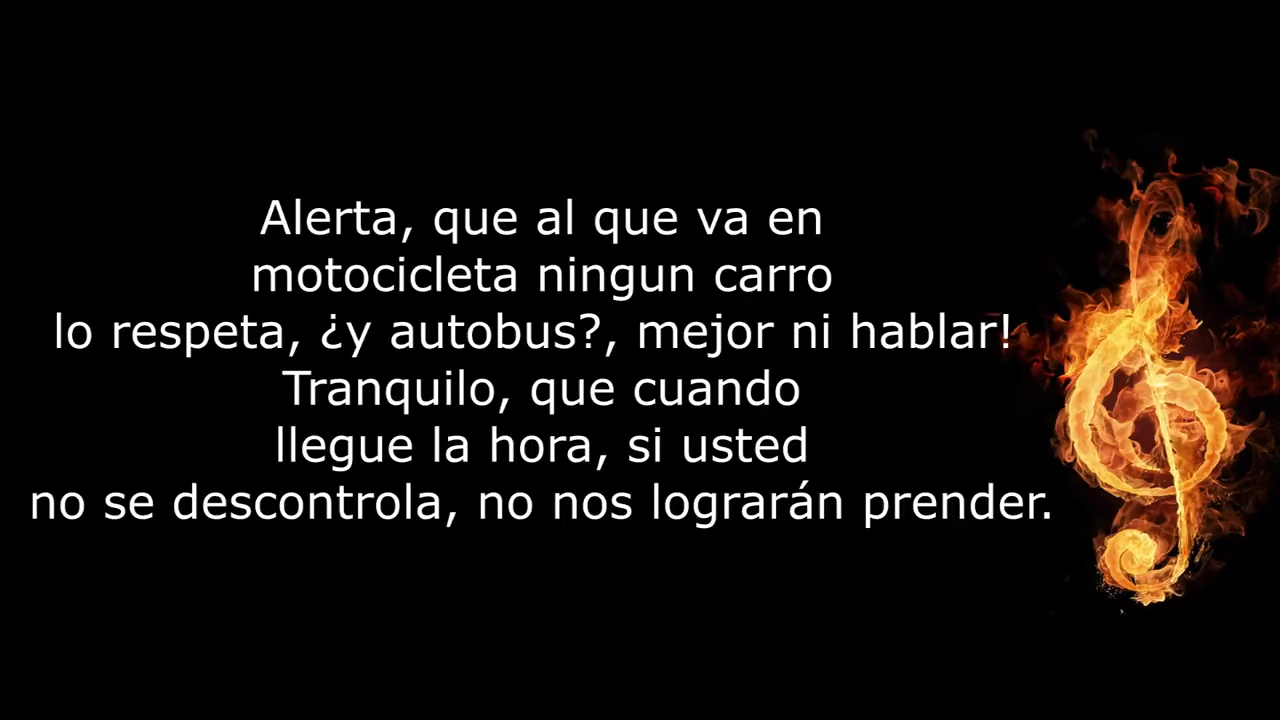 Alerta, que al que va en
motocicleta ningun carro
lo respeta, ¿y autobus?, mejor ni hablar!
Tranquilo, que cuando
llegue la hora, si usted
no se descontrola, no nos lograrán prender.